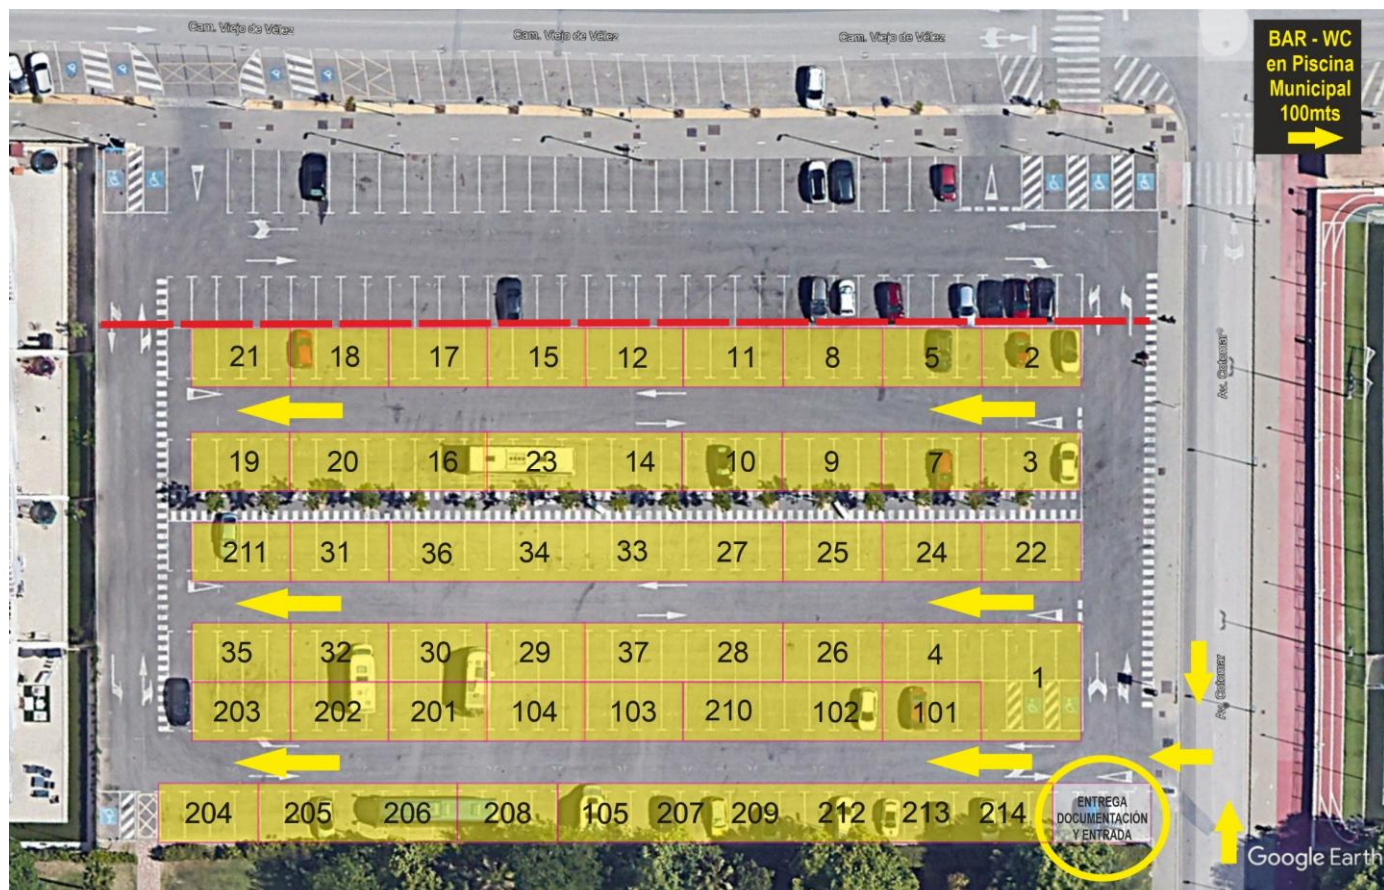 Cam. Viejo de Vélez
Cam. Viejo de Vélez
Cam. Viejo de Vélez
BAR - WC
en Piscina
Municipal
100mts
21 18 17 15 12 11 8 5 2
Av. Cotomar
19 20 16 23 14 10 9 7 3
211 31 36 34 33 27 25 24 22
35 32 30 29 37 28 26 4
1
Av. Cotomar
203 202 201 104 103 210 102 101
204 205 206 208 105 207 209 212 213 214
ENTREGA
DOCUMENTACIÓN
Y ENTRADA
Google Earth